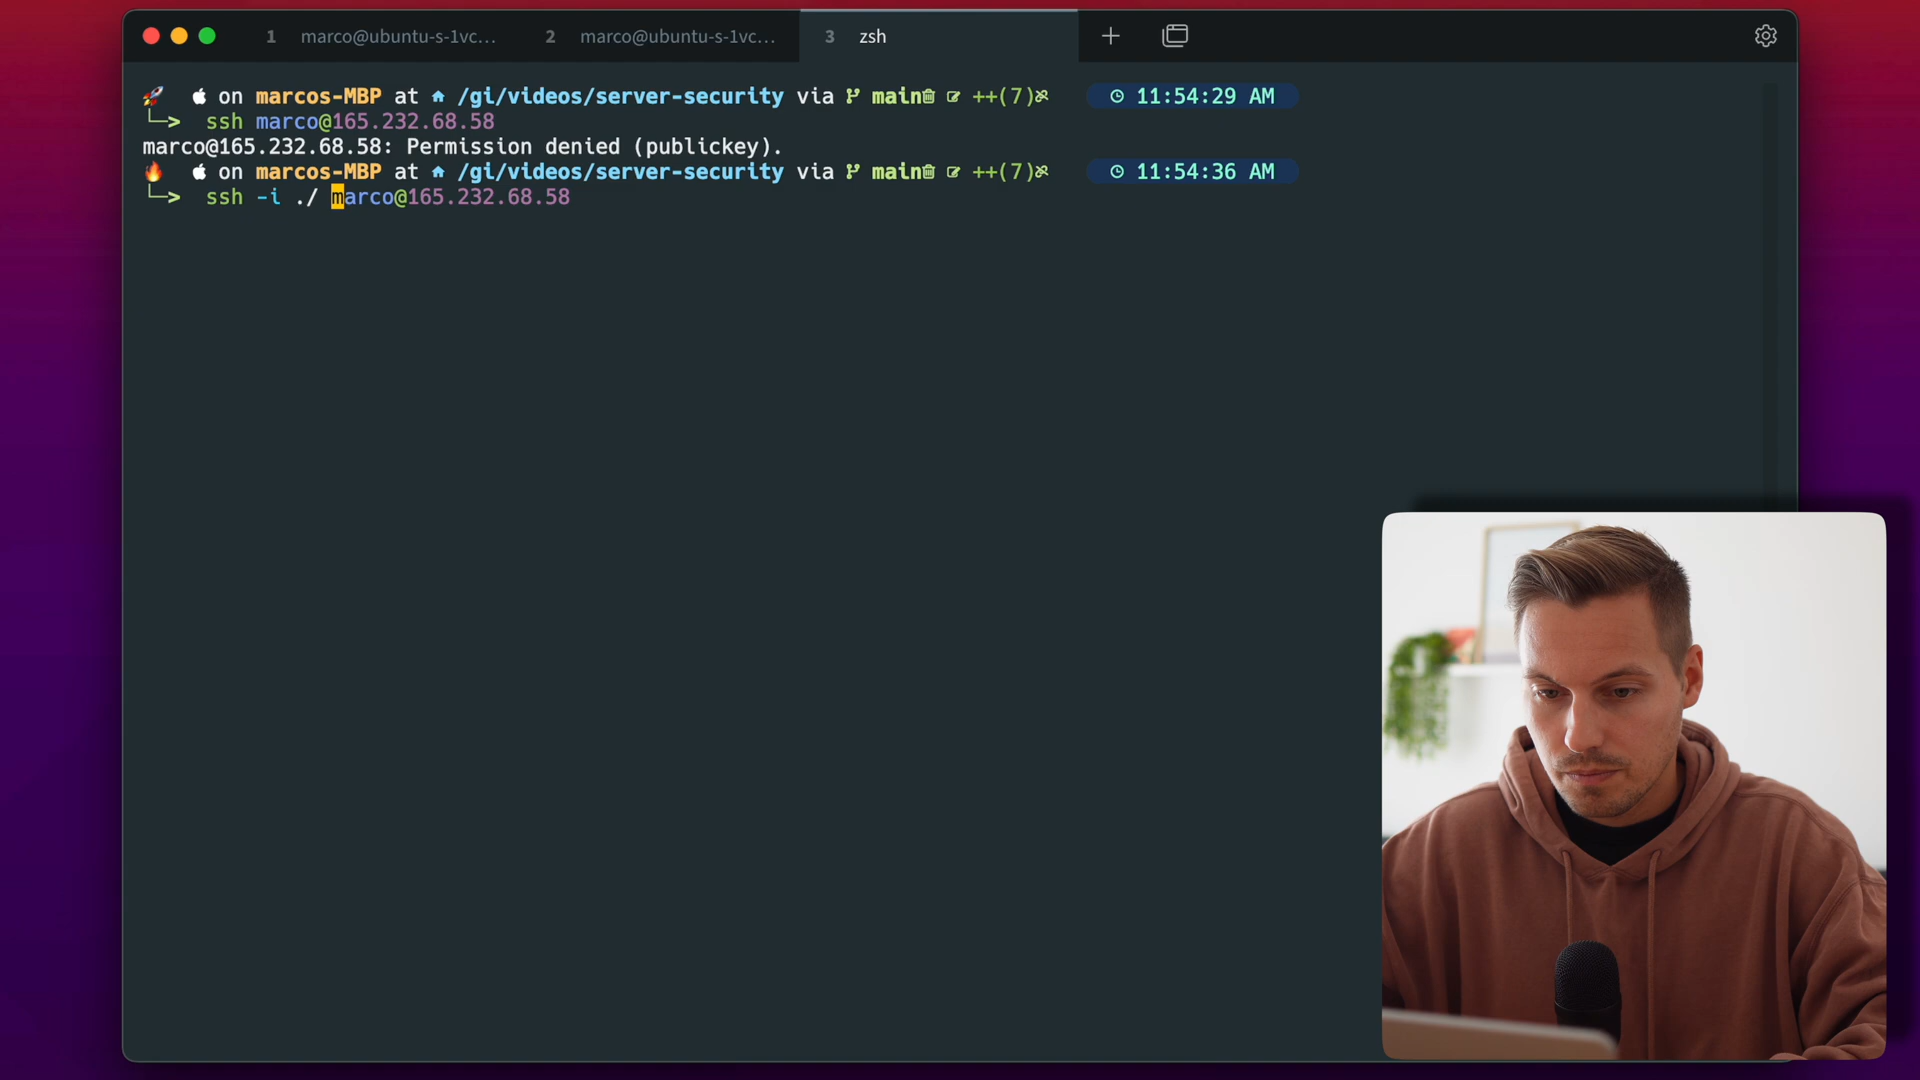 1 marco@ubuntu-s-1vc... 2 marco@ubuntu-s-1vc... 3 zsh
on marcos-MBP at /gi/videos/server-security via main ++(7) 11:54:29 AM
ssh marco@165.232.68.58
marco@165.232.68.58: Permission denied (publickey).
on marcos-MBP at /gi/videos/server-security via main ++(7) 11:54:36 AM
ssh -i ./ marco@165.232.68.58